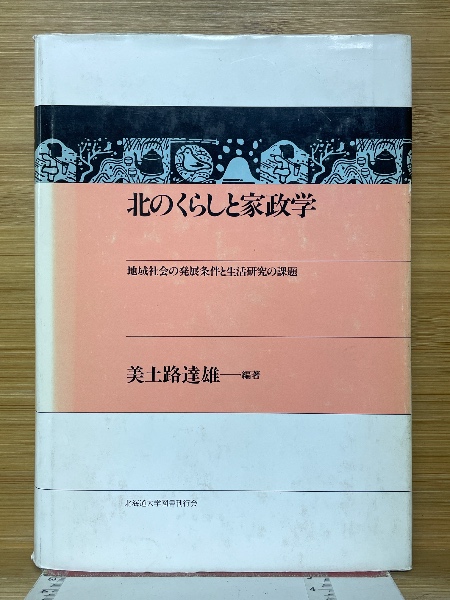 北のくらしと家政学
地域社会の発展条件と生活研究の課題
美土路達雄──編著
北海道大学図書刊行会